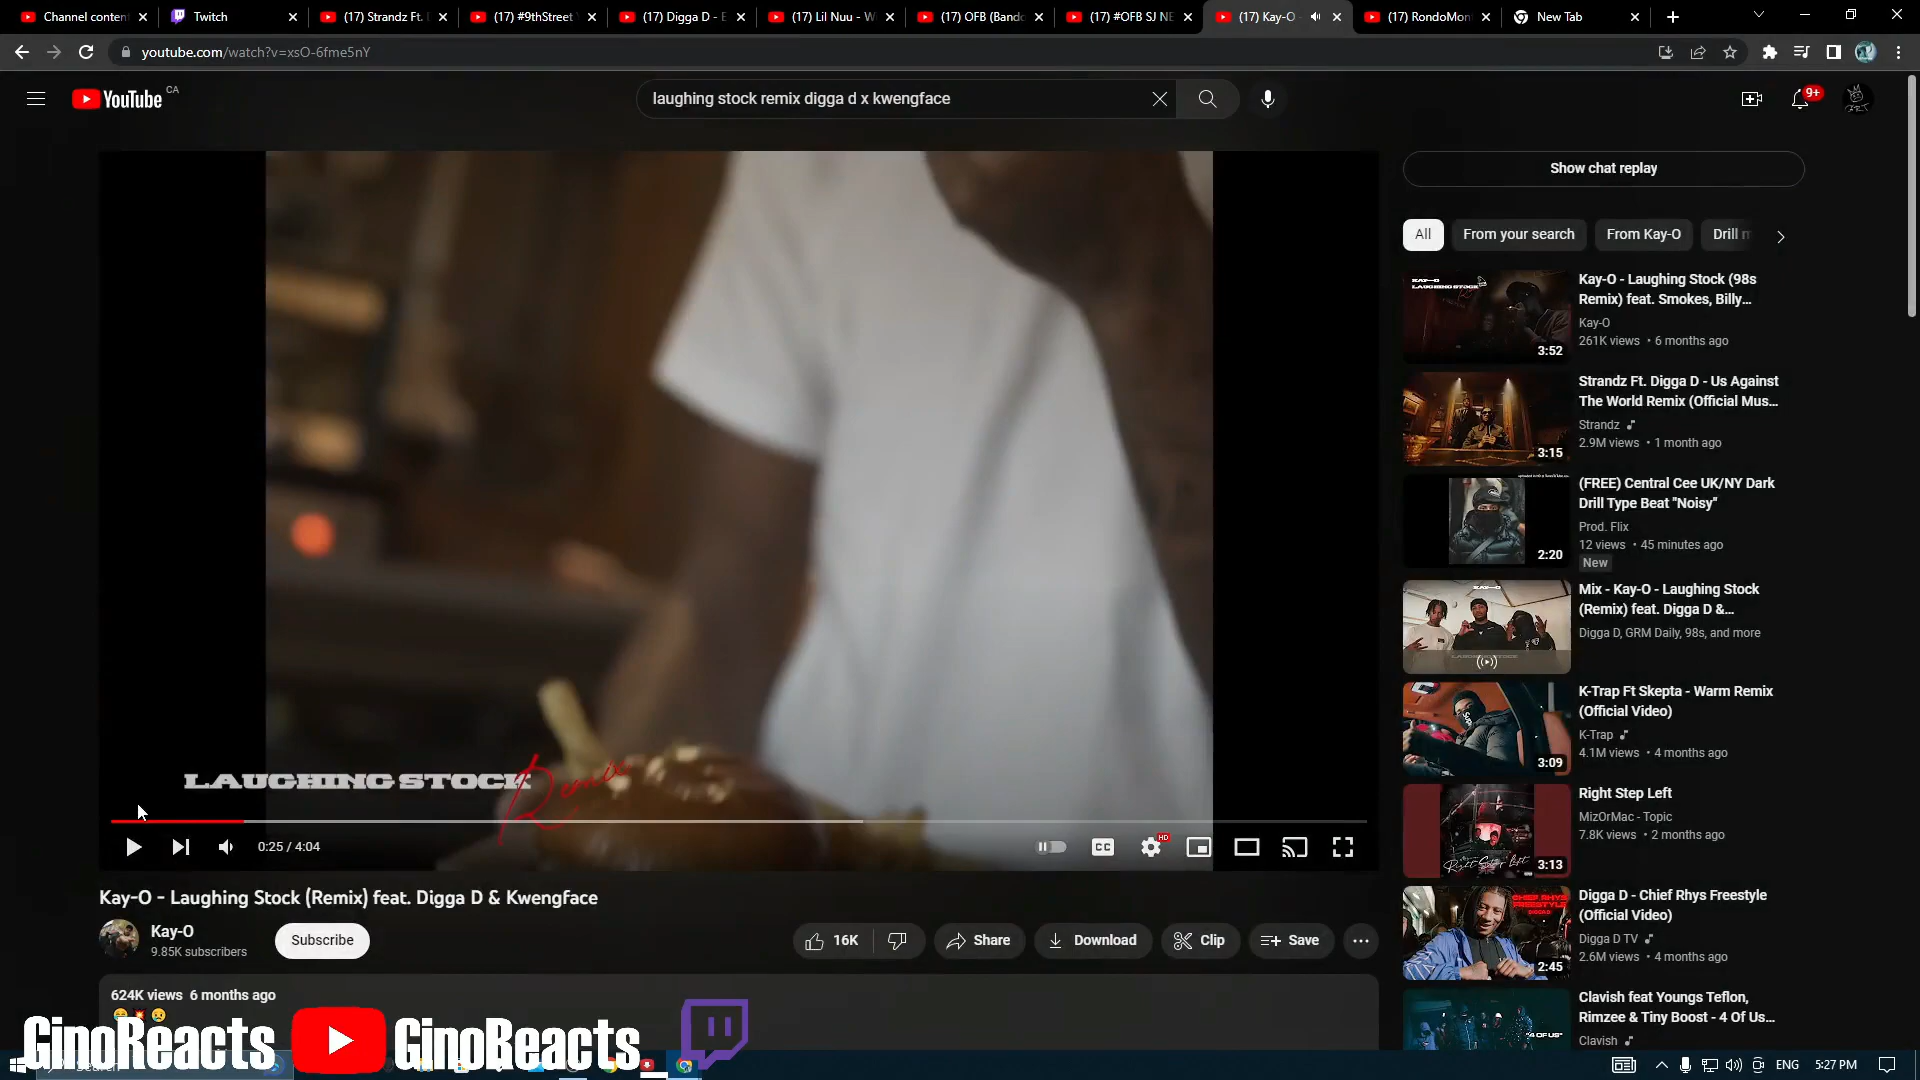 Channel conten
Twitch
(17) Strandz Ft.
(17) #9thStreet
(17) Digga D - E
(17) Lil Nuu - W
(17) OFB (Bando
(17) #OFB SJ NE
(17) Kay-O -
(17) RondoMon
New Tab
youtube.com/watch?v=xsO-6fme5nY
YouTube CA
laughing stock remix digga d x kwengface
9+
Show chat replay
All
From your search
From Kay-O
Drill m
Kay-O - Laughing Stock (98s
Remix) feat. Smokes, Billy...
Kay-O
261K views • 6 months ago
3:52
Strandz Ft. Digga D - Us Against
The World Remix (Official Mus...
Strandz
2.9M views • 1 month ago
3:15
(FREE) Central Cee UK/NY Dark
Drill Type Beat "Noisy"
Prod. Flix
12 views • 45 minutes ago
New
2:20
Mix - Kay-O - Laughing Stock
(Remix) feat. Digga D &...
Digga D, GRM Daily, 98s, and more
K-Trap Ft Skepta - Warm Remix
(Official Video)
K-Trap
4.1M views • 4 months ago
3:09
Right Step Left
MizOrMac - Topic
7.8K views • 2 months ago
3:13
Digga D - Chief Rhys Freestyle
(Official Video)
Digga D TV
2.6M views • 4 months ago
2:45
Clavish feat Youngs Teflon,
Rimzee & Tiny Boost - 4 Of Us...
Clavish
"4 OF US"
LAUGHING STOCK Remix
0:25 / 4:04
CC
HD
Kay-O - Laughing Stock (Remix) feat. Digga D & Kwengface
Kay-O
9.85K subscribers
Subscribe
16K
Share
Download
Clip
Save
624K views 6 months ago
GinoReacts
GinoReacts
ENG
5:27 PM